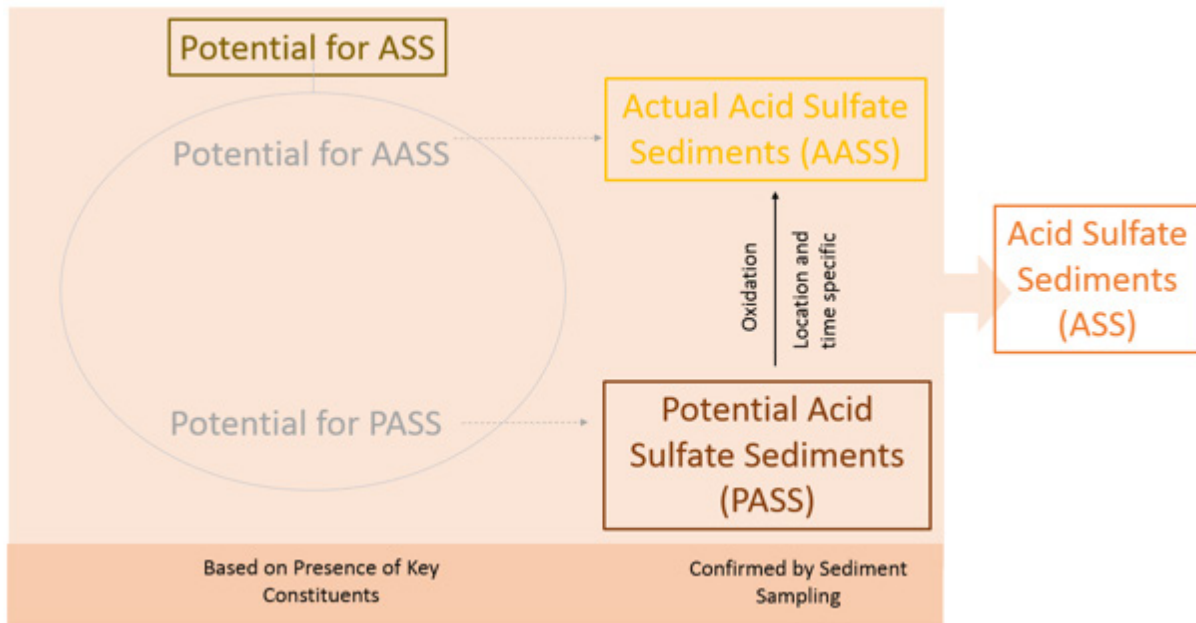 Potential for ASS
Potential for AASS
Actual Acid Sulfate
Sediments (AASS)
Oxidation
Location and
time specific
Acid Sulfate
Sediments
(ASS)
Potential for PASS
Potential Acid
Sulfate Sediments
(PASS)
Based on Presence of Key
Constituents
Confirmed by Sediment
Sampling